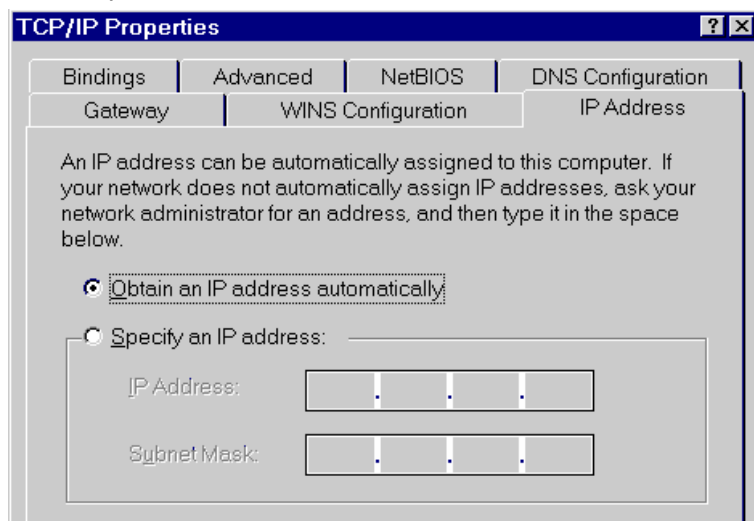 TCP/IP Properties
Bindings Advanced NetBIOS DNS Configuration
Gateway WINS Configuration IP Address
An IP address can be automatically assigned to this computer. If
your network does not automatically assign IP addresses, ask your
network administrator for an address, and then type it in the space
below.
Obtain an IP address automatically
Specify an IP address:
IP Address:
Subnet Mask: